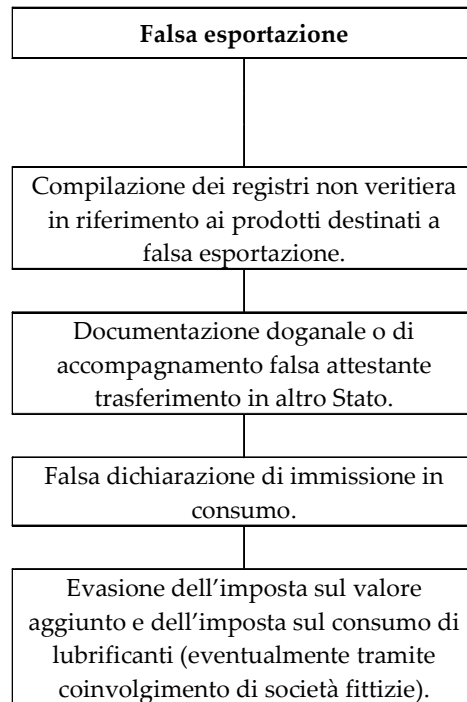 Falsa esportazione
Compilazione dei registri non veritiera
in riferimento ai prodotti destinati a
falsa esportazione.
Documentazione doganale o di
accompagnamento falsa attestante
trasferimento in altro Stato.
Falsa dichiarazione di immissione in
consumo.
Evasione dell’imposta sul valore
aggiunto e dell’imposta sul consumo di
lubrificanti (eventualmente tramite
coinvolgimento di società fittizie).